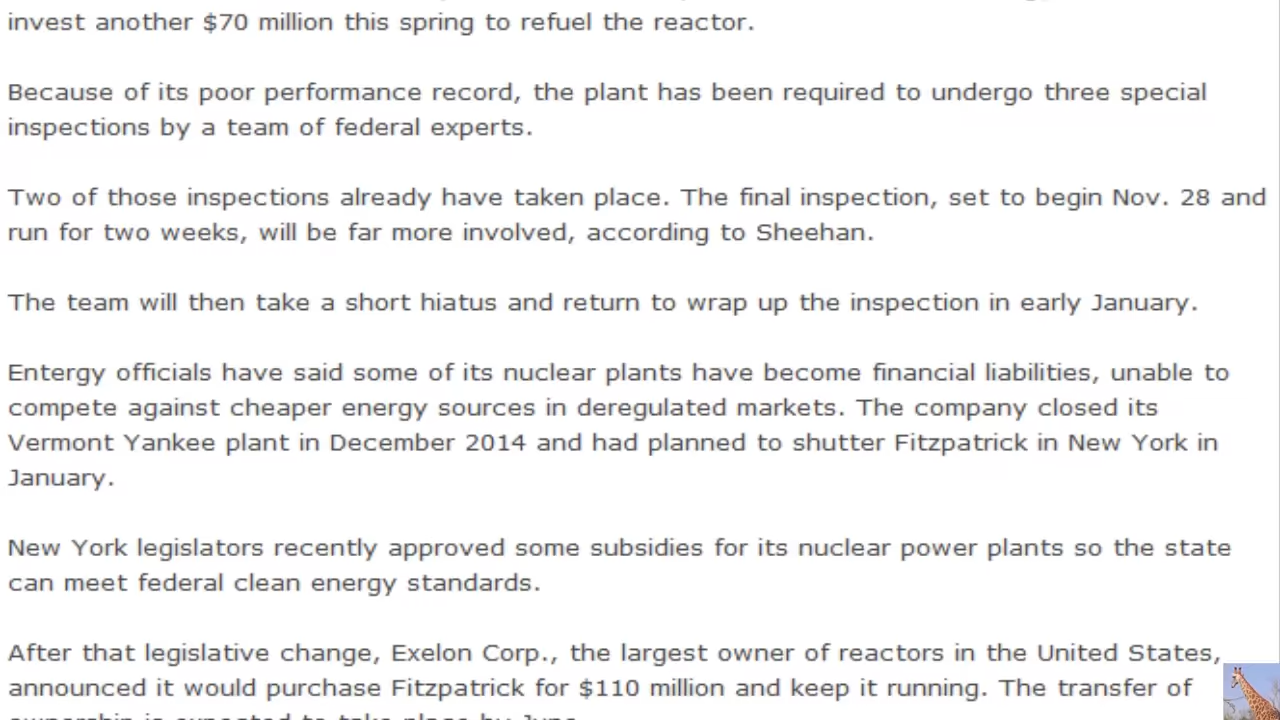 invest another $70 million this spring to refuel the reactor.
Because of its poor performance record, the plant has been required to undergo three special
inspections by a team of federal experts.
Two of those inspections already have taken place. The final inspection, set to begin Nov. 28 and
run for two weeks, will be far more involved, according to Sheehan.
The team will then take a short hiatus and return to wrap up the inspection in early January.
Entergy officials have said some of its nuclear plants have become financial liabilities, unable to
compete against cheaper energy sources in deregulated markets. The company closed its
Vermont Yankee plant in December 2014 and had planned to shutter Fitzpatrick in New York in
January.
New York legislators recently approved some subsidies for its nuclear power plants so the state
can meet federal clean energy standards.
After that legislative change, Exelon Corp., the largest owner of reactors in the United States,
announced it would purchase Fitzpatrick for $110 million and keep it running. The transfer of
ownership is expected to take place by June.